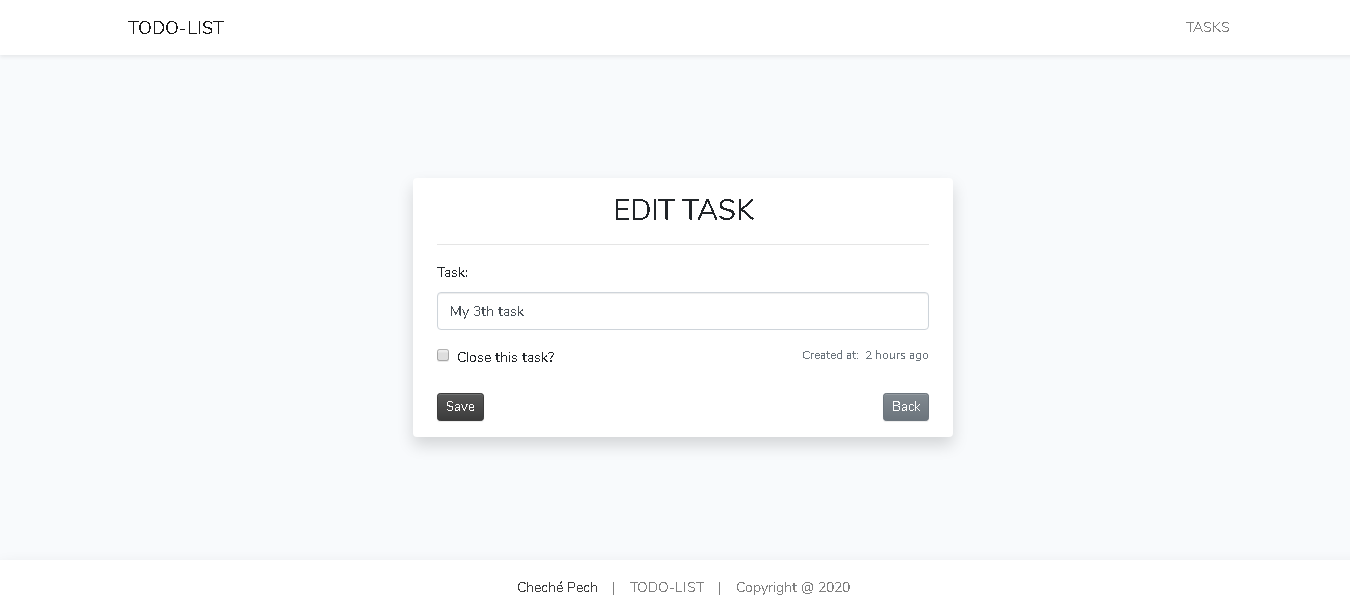 TODO-LIST TASKS
EDIT TASK
Task:
My 3th task
Close this task? Created at: 2 hours ago
Save Back
Cheché Pech | TODO-LIST | Copyright @ 2020